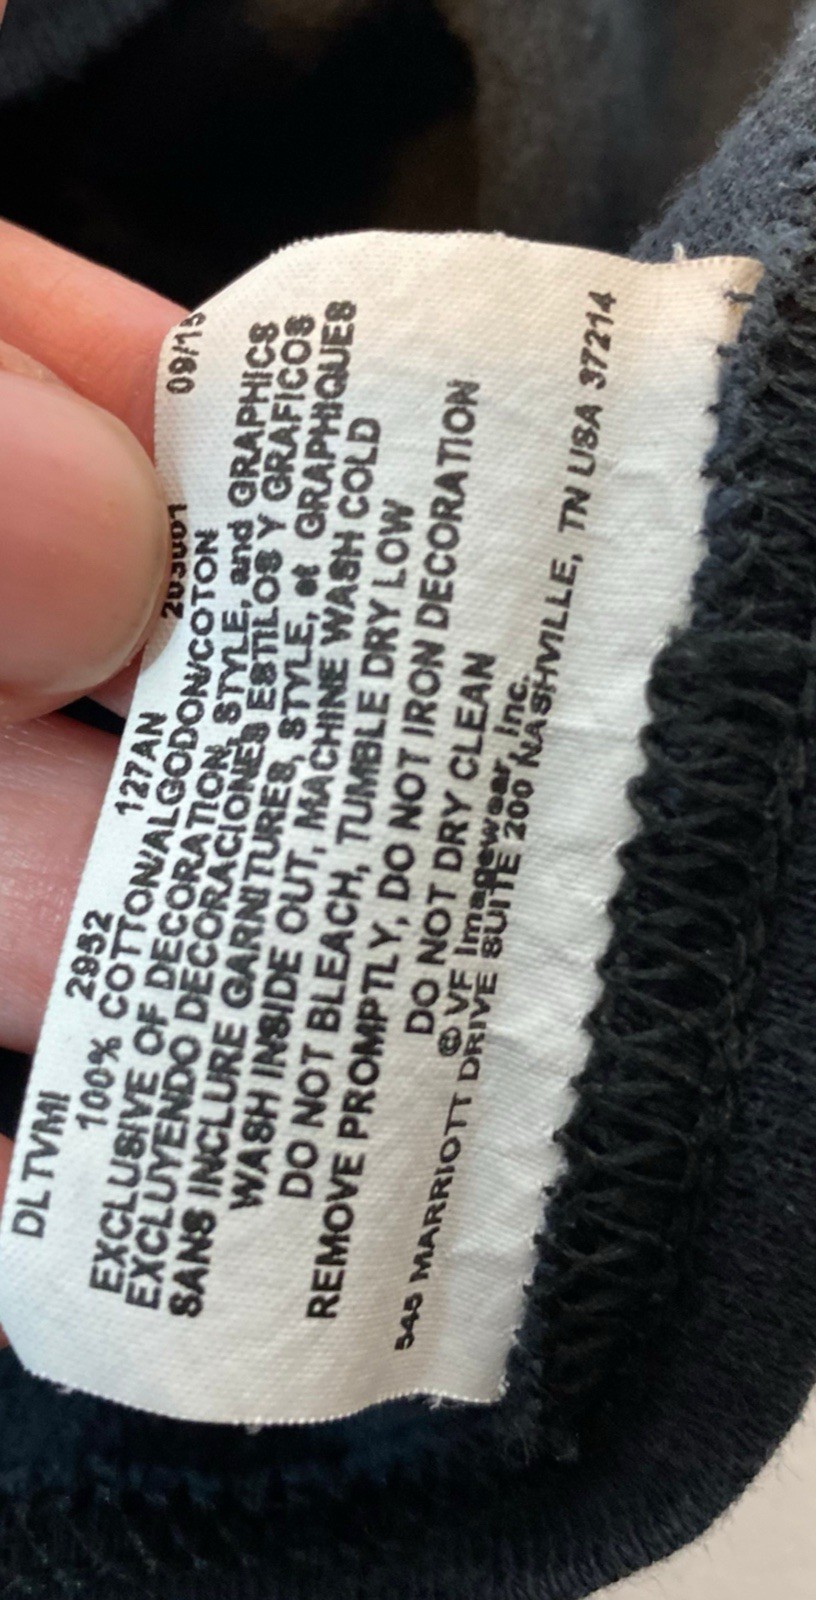 DLTVMI 2952 127AN 203001 09/15
100% COTTON/ALGODON/COTON
EXCLUSIVE OF DECORATION, STYLE, and GRAPHICS
EXCLUYENDO DECORACIONES ESTILOS Y GRAFICOS
SANS INCLURE GARNITURES, STYLE, et GRAPHIQUES
WASH INSIDE OUT, MACHINE WASH COLD
DO NOT BLEACH, TUMBLE DRY LOW
REMOVE PROMPTLY, DO NOT IRON DECORATION
DO NOT DRY CLEAN
© VF Imagewear, Inc.
545 MARRIOTT DRIVE SUITE 200 NASHVILLE, TN USA 37214